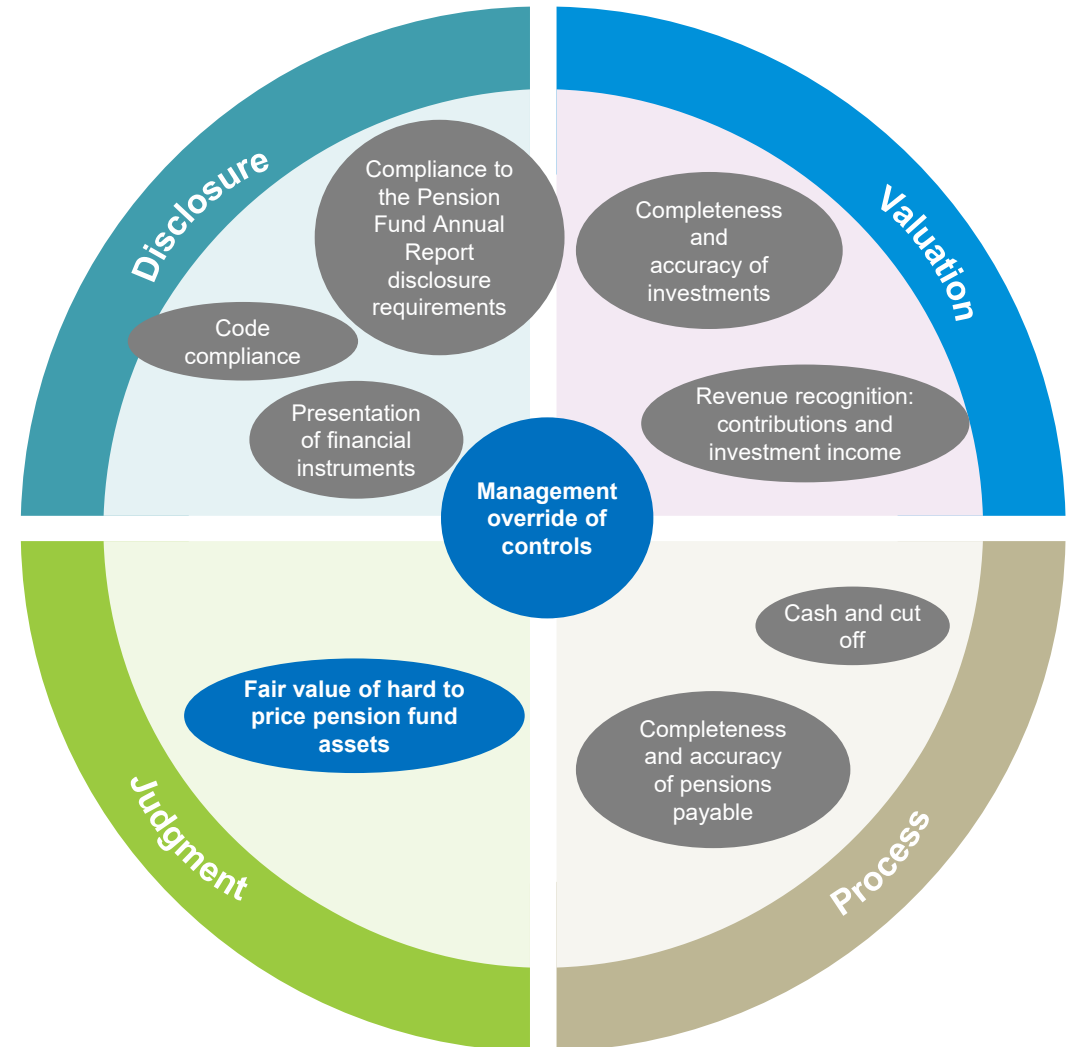 Disclosure
Compliance to
the Pension
Fund Annual
Report
disclosure
requirements
Code
compliance
Presentation
of financial
instruments
Valuation
Completeness
and
accuracy of
investments
Revenue recognition:
contributions and
investment income
Management
override of
controls
Judgment
Fair value of hard to
price pension fund
assets
Process
Cash and cut
off
Completeness
and accuracy
of pensions
payable